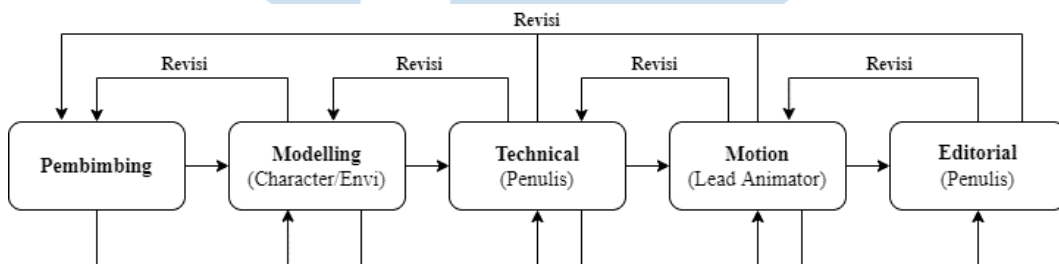 Revisi
Revisi
Revisi
Revisi
Revisi
Pembimbing
Modelling
(Character/Envi)
Technical
(Penulis)
Motion
(Lead Animator)
Editorial
(Penulis)